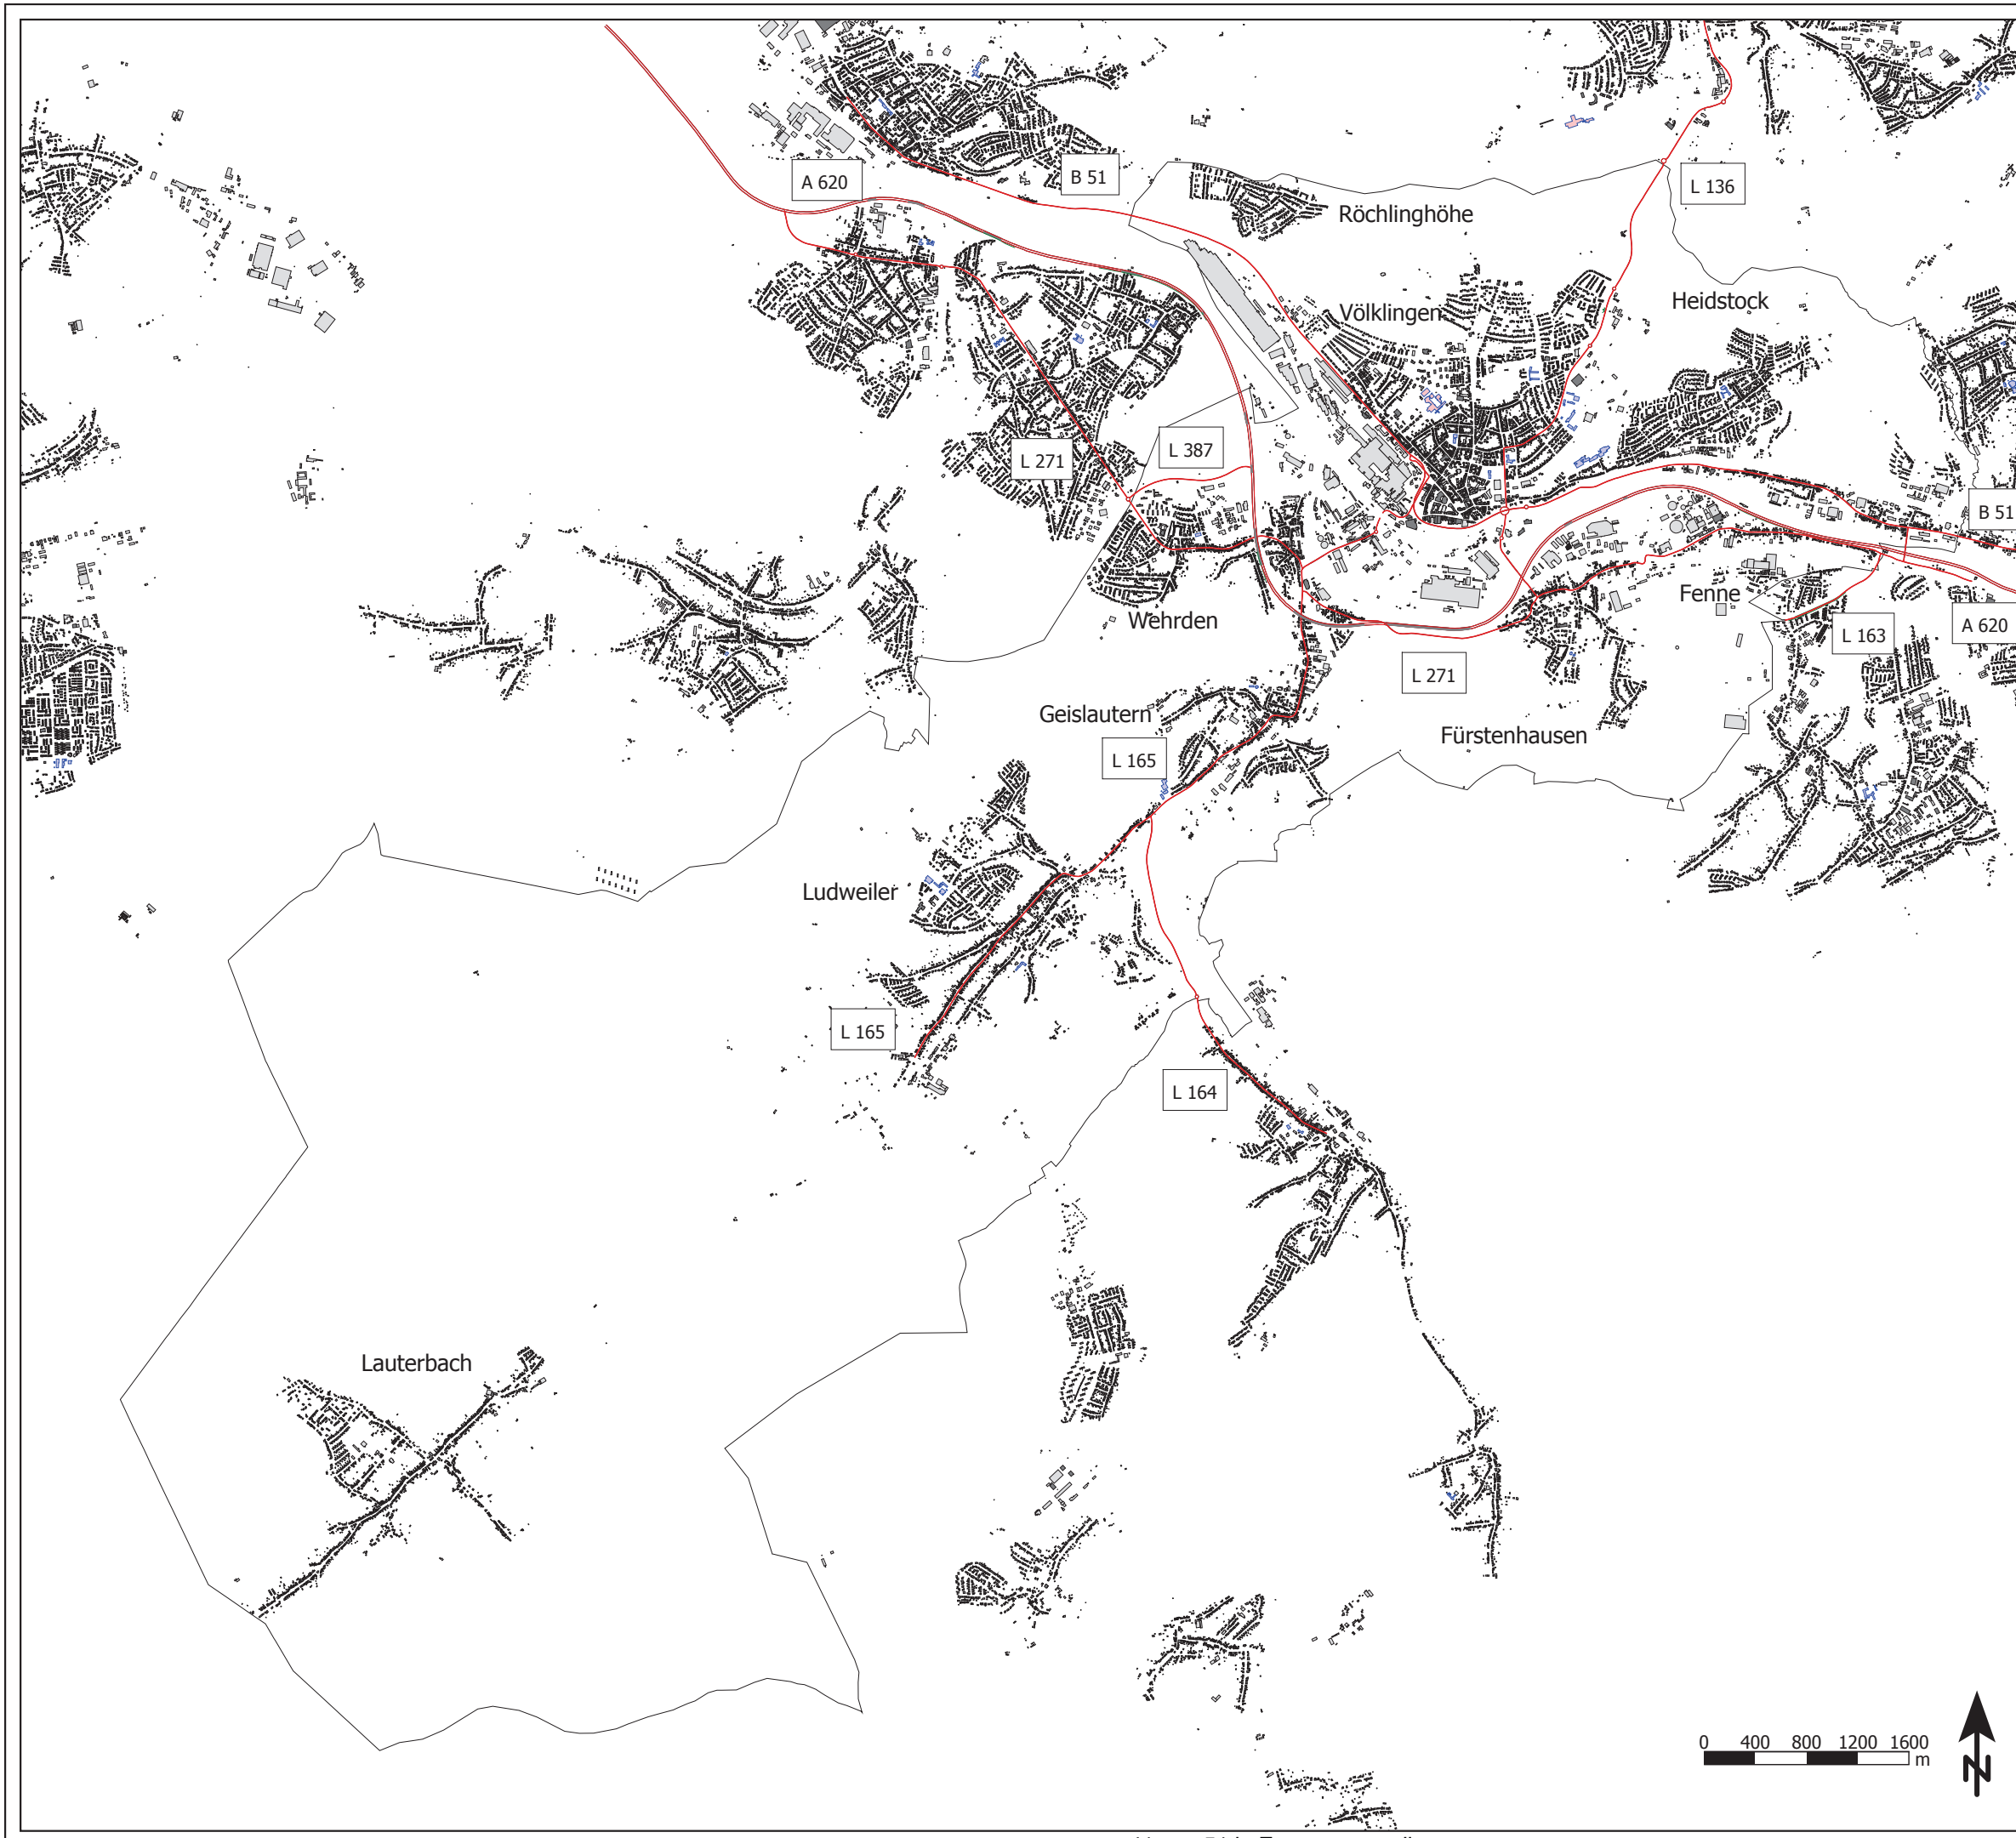 A 620
B 51
L 136
Röchlinghöhe
Heidstock
Völklingen
L 387
L 271
B 51
Fenne
Wehrden
L 163
A 620
L 271
Geislautern
Fürstenhausen
L 165
Ludweiler
L 165
L 164
Lauterbach
0 400 800 1200 1600
m
N